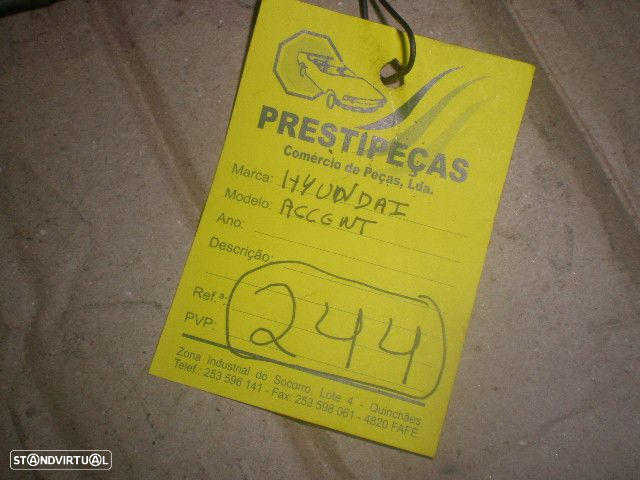 PRESTIPEÇAS
Comércio de Peças, Lda.
Marca: HYUNDAI
Modelo: ACCENT
Ano:
Descrição:
Ref.ª:
PVP: 244
Zona Industrial do Socorro, Lote 4 - Quinchães
Telef.: 253 596 141 - Fax: 253 598 061 - 4820 FAFE
STANDVIRTUAL